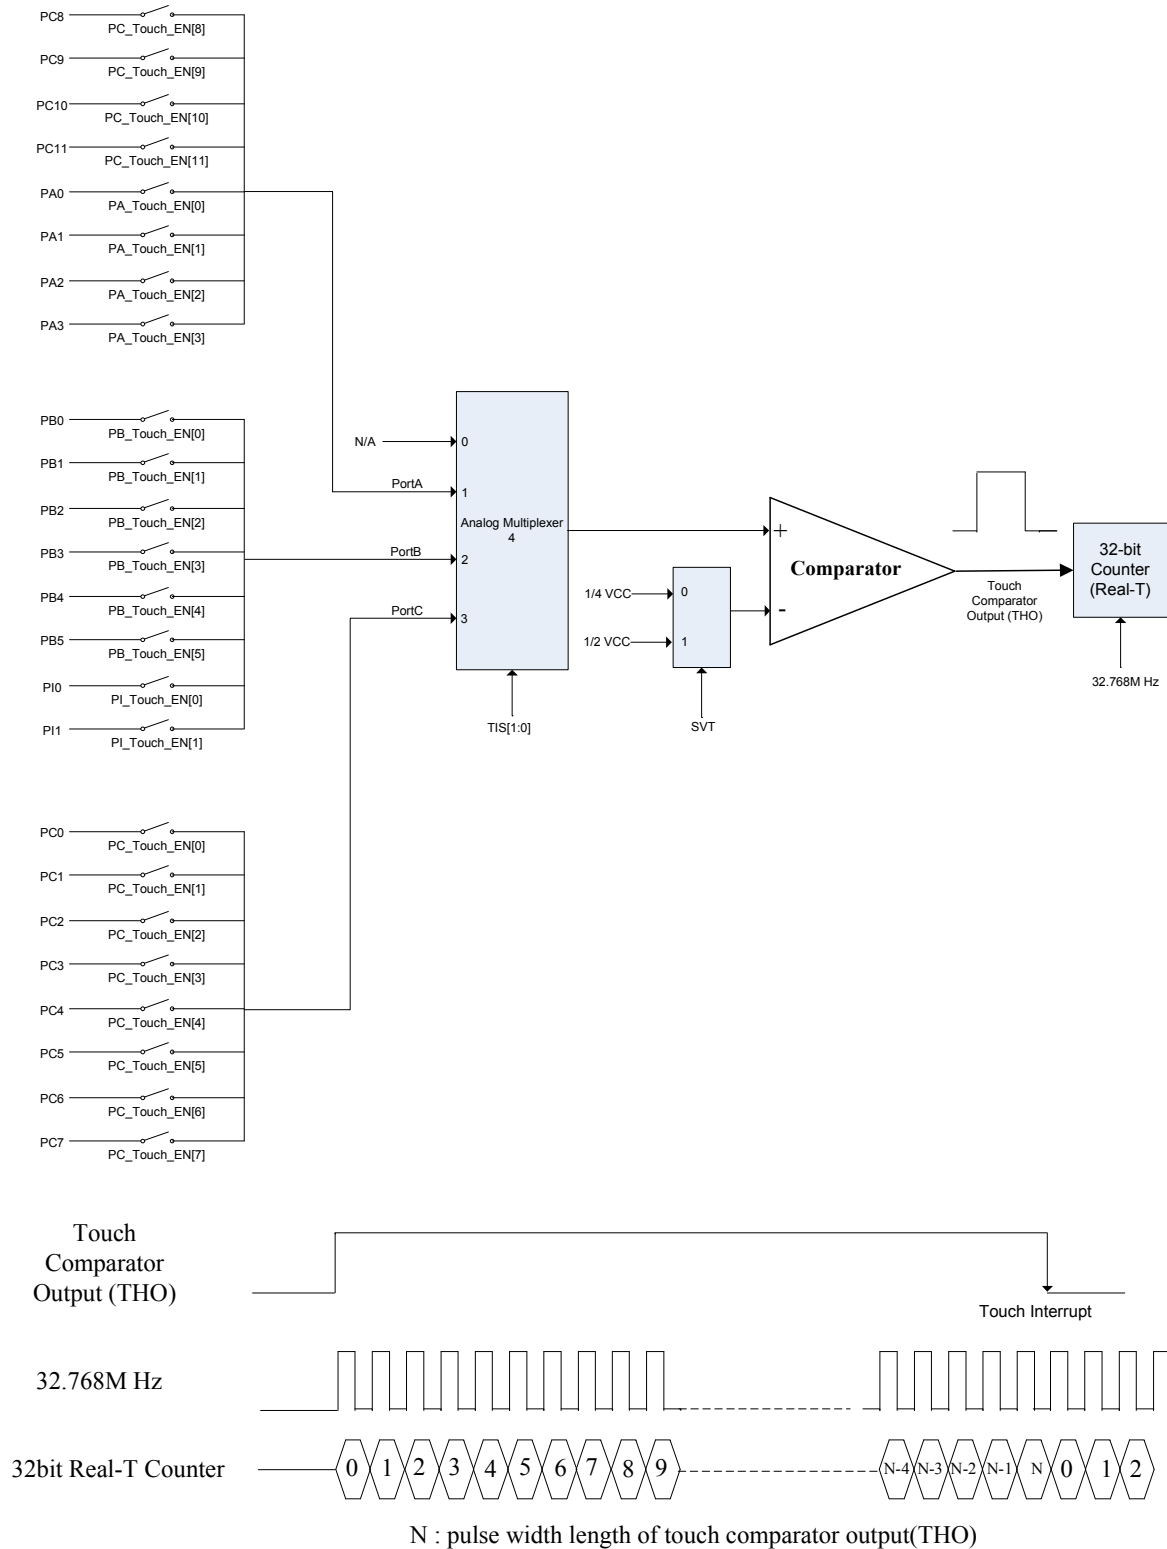 PC8
PC_Touch_EN[8]
PC9
PC_Touch_EN[9]
PC10
PC_Touch_EN[10]
PC11
PC_Touch_EN[11]
PA0
PA_Touch_EN[0]
PA1
PA_Touch_EN[1]
PA2
PA_Touch_EN[2]
PA3
PA_Touch_EN[3]
PB0
PB_Touch_EN[0]
PB1
PB_Touch_EN[1]
PB2
PB_Touch_EN[2]
PB3
PB_Touch_EN[3]
PB4
PB_Touch_EN[4]
PB5
PB_Touch_EN[5]
PI0
PI_Touch_EN[0]
PI1
PI_Touch_EN[1]
N/A
0
PortA
1
Analog Multiplexer
4
PortB
2
PortC
3
TIS[1:0]
1/4 VCC
0
1/2 VCC
1
SVT
+
Comparator
-
Touch
Comparator
Output (THO)
32-bit
Counter
(Real-T)
32.768M Hz
PC0
PC_Touch_EN[0]
PC1
PC_Touch_EN[1]
PC2
PC_Touch_EN[2]
PC3
PC_Touch_EN[3]
PC4
PC_Touch_EN[4]
PC5
PC_Touch_EN[5]
PC6
PC_Touch_EN[6]
PC7
PC_Touch_EN[7]
Touch
Comparator
Output (THO)
Touch Interrupt
32.768M Hz
32bit Real-T Counter
0 1 2 3 4 5 6 7 8 9 N-4 N-3 N-2 N-1 N 0 1 2
N : pulse width length of touch comparator output(THO)